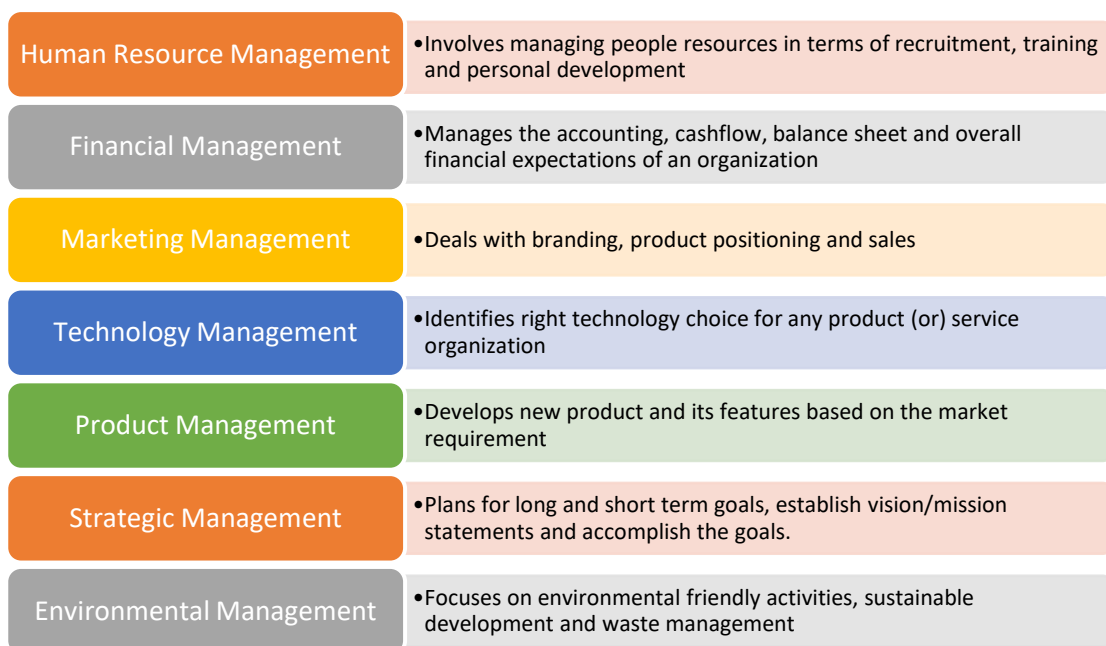 Human Resource Management
•Involves managing people resources in terms of recruitment, training
and personal development
Financial Management
•Manages the accounting, cashflow, balance sheet and overall
financial expectations of an organization
Marketing Management
•Deals with branding, product positioning and sales
Technology Management
•Identifies right technology choice for any product (or) service
organization
Product Management
•Develops new product and its features based on the market
requirement
Strategic Management
•Plans for long and short term goals, establish vision/mission
statements and accomplish the goals.
Environmental Management
•Focuses on environmental friendly activities, sustainable
development and waste management